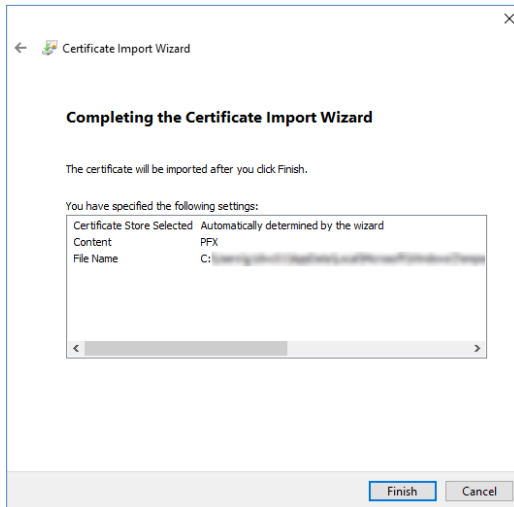 Certificate Import Wizard
Completing the Certificate Import Wizard
The certificate will be imported after you click Finish.
You have specified the following settings:
Certificate Store Selected Automatically determined by the wizard
Content PFX
File Name C:
Finish Cancel